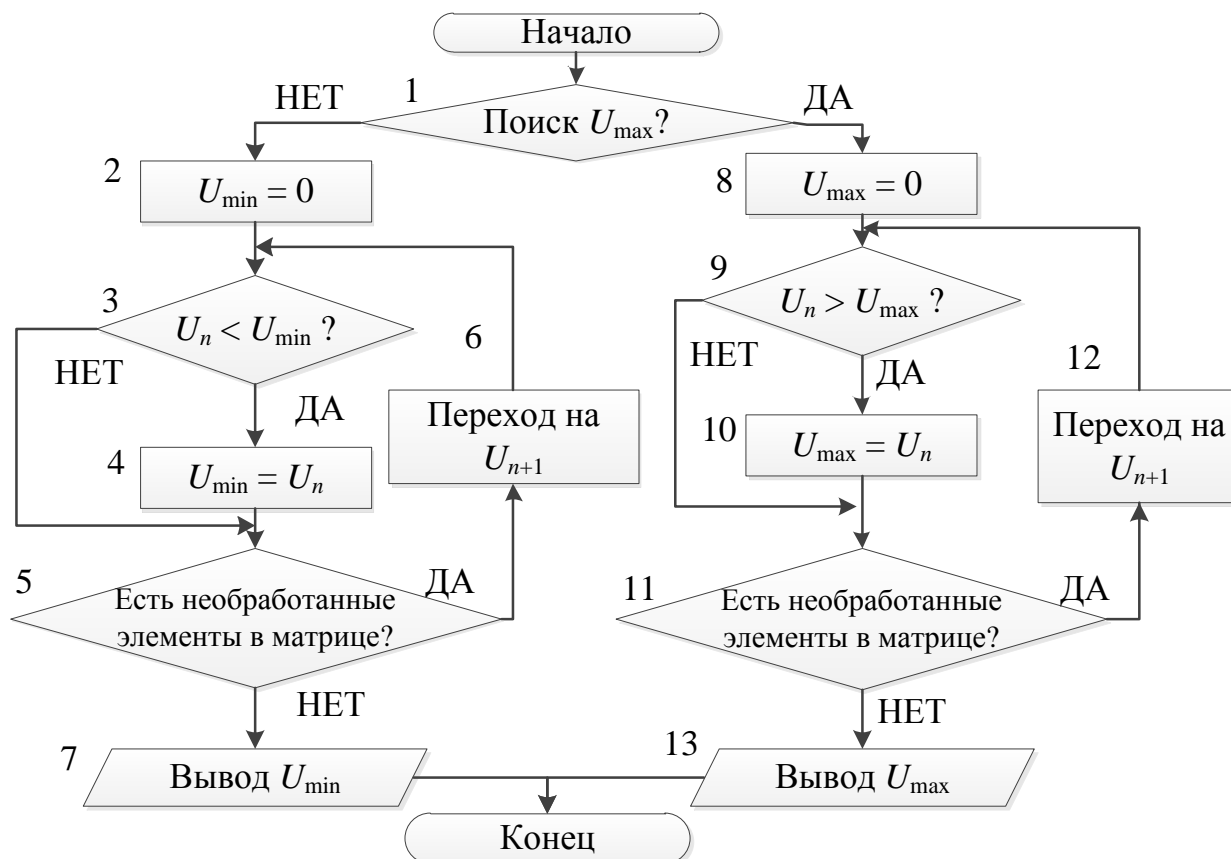 Начало
1
НЕТ
ДА
Поиск Umax?
2
Umin = 0
8
Umax = 0
3
Un < Umin ?
НЕТ
ДА
6
Переход на
Un+1
4
Umin = Un
9
Un > Umax ?
НЕТ
ДА
12
Переход на
Un+1
10
Umax = Un
5
Есть необработанные
элементы в матрице?
ДА
НЕТ
11
Есть необработанные
элементы в матрице?
ДА
НЕТ
7
Вывод Umin
13
Вывод Umax
Конец